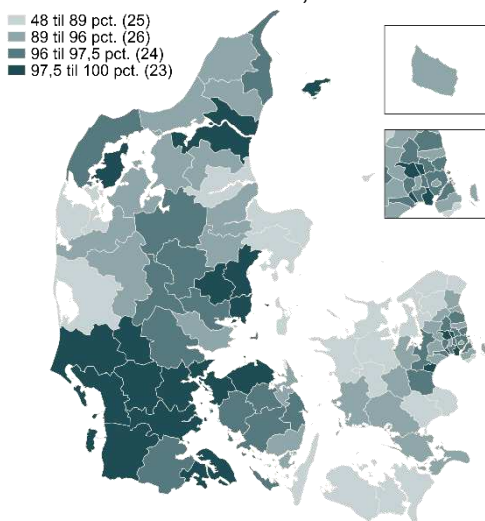 48 til 89 pct. (25)
89 til 96 pct. (26)
96 til 97,5 pct. (24)
97,5 til 100 pct. (23)